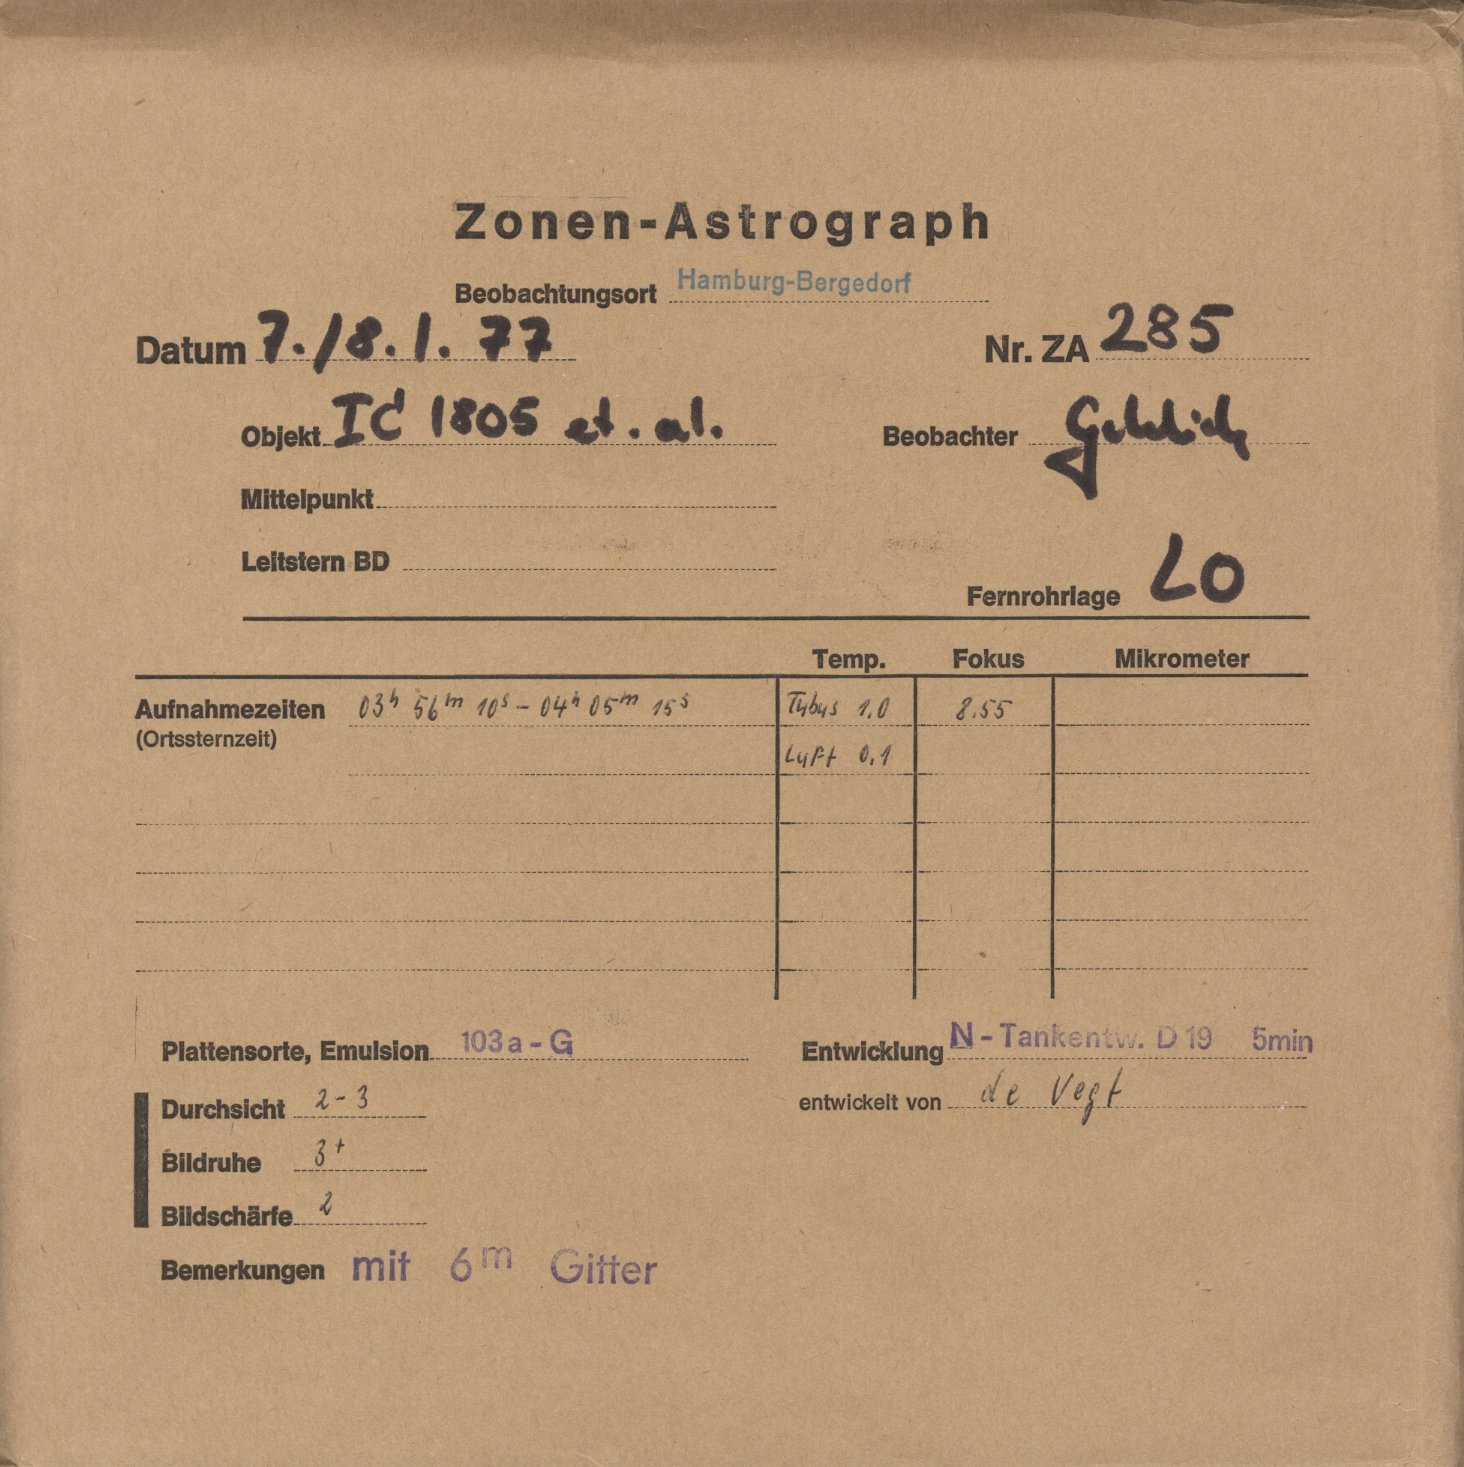 Zonen-Astrograph
Beobachtungsort Hamburg-Bergedorf
Datum 7./8.1.77 Nr. ZA 285
Objekt IC 1805 et. al. Beobachter
Mittelpunkt
Leitstern BD
Fernrohrlage LO
Temp. Fokus Mikrometer
Aufnahmezeiten 03h 56m 10s - 04h 05m 15s Tubus 1.0 8.55
(Ortssternzeit)
Luft 0.1
Plattensorte, Emulsion 103a-G Entwicklung N-Tankentw. D19 5min
Durchsicht 2-3 entwickelt von de Vegt
Bildruhe 3+
Bildschärfe 2
Bemerkungen mit 6m Gitter